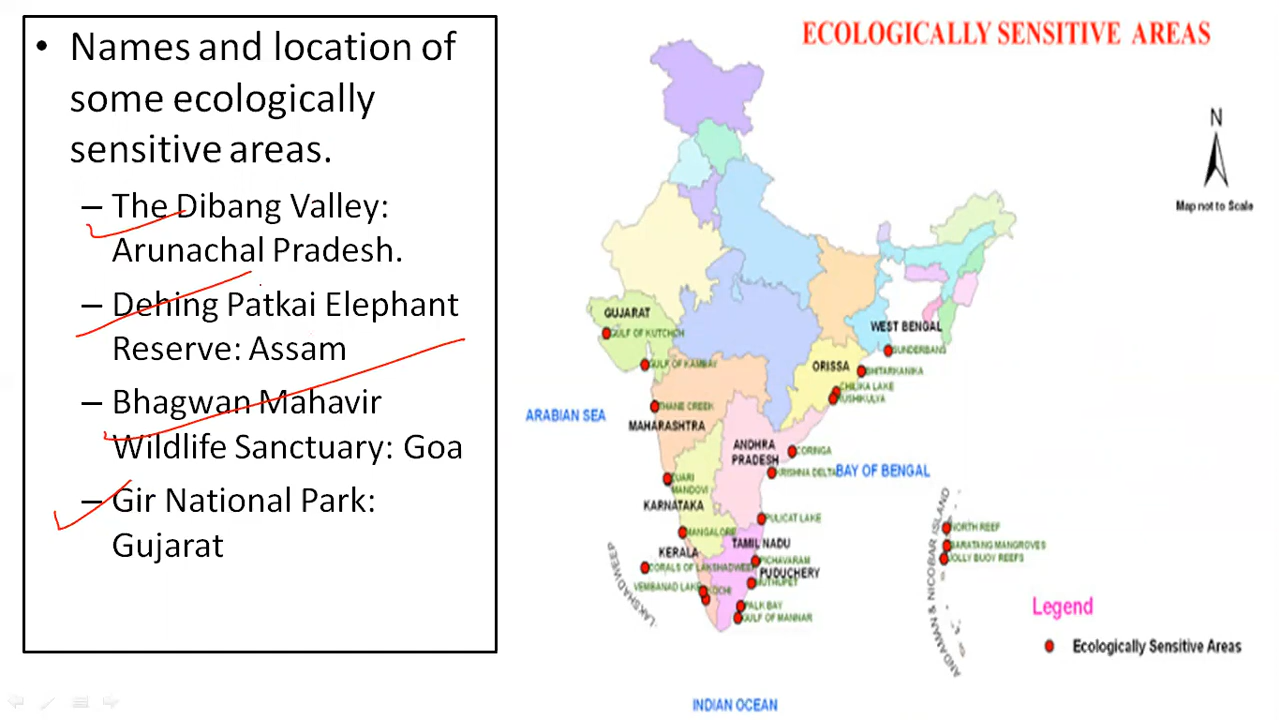 • Names and location of
some ecologically
sensitive areas.
– The Dibang Valley:
Arunachal Pradesh.
– Dehing Patkai Elephant
Reserve: Assam
– Bhagwan Mahavir
Wildlife Sanctuary: Goa
– Gir National Park:
Gujarat
ECOLOGICALLY SENSITIVE AREAS
N
Map not to Scale
GUJARAT
GULF OF KUTCHCH
GULF OF KAMBAY
WEST BENGAL
SUNDERBANS
ORISSA
BHITARKANIKA
CHILIKA LAKE
RUSHIKULYA
ARABIAN SEA
THANE CREEK
MAHARASHTRA
ANDHRA
PRADESH
CORINGA
KRISHNA DELTA
BAY OF BENGAL
MANDOVI
KARNATAKA
PULICAT LAKE
MANGALORE
TAMIL NADU
KERALA
PICHAVARAM
CORALS OF LAKSHADWEEP
PUDUCHERY
MUTHUPET
VEMBANAD LAKE
KOCHI
PALK BAY
GULF OF MANNAR
LAKSHADWEEP
ANDAMAN & NICOBAR ISLAND
NORTH REEF
BARATANG MANGROVES
JOLLY BUOY REEFS
Legend
Ecologically Sensitive Areas
INDIAN OCEAN